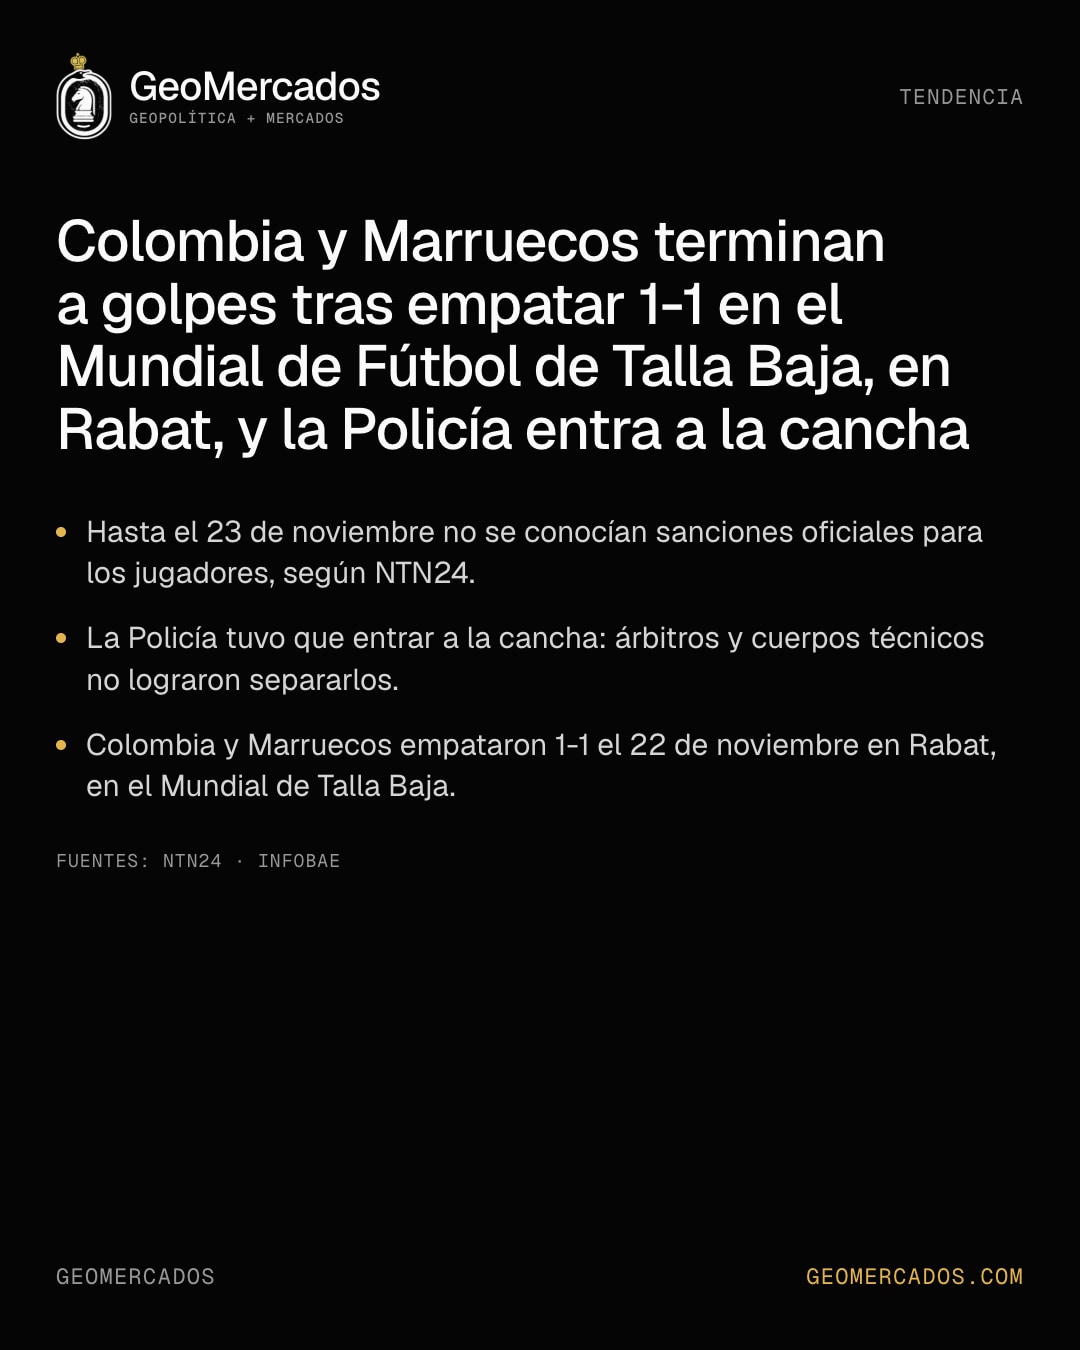 GeoMercados
GEOPOLÍTICA + MERCADOS
TENDENCIA
Colombia y Marruecos terminan
a golpes tras empatar 1-1 en el
Mundial de Fútbol de Talla Baja, en
Rabat, y la Policía entra a la cancha
• Hasta el 23 de noviembre no se conocían sanciones oficiales para
los jugadores, según NTN24.
• La Policía tuvo que entrar a la cancha: árbitros y cuerpos técnicos
no lograron separarlos.
• Colombia y Marruecos empataron 1-1 el 22 de noviembre en Rabat,
en el Mundial de Talla Baja.
FUENTES: NTN24 · INFOBAE
GEOMERCADOS
GEOMERCADOS.COM